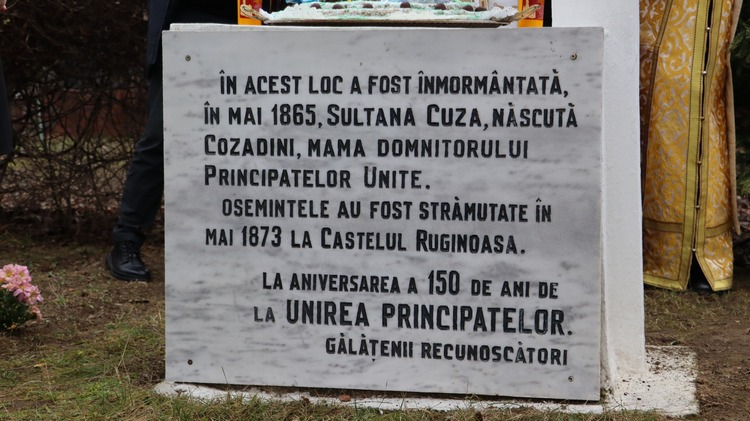 ÎN ACEST LOC A FOST ÎNMORMÂNTATĂ,
ÎN MAI 1865, SULTANA CUZA, NĂSCUTĂ
COZADINI, MAMA DOMNITORULUI
PRINCIPATELOR UNITE.
OSEMINTELE AU FOST STRĂMUTATE ÎN
MAI 1873 LA CASTELUL RUGINOASA.
LA ANIVERSAREA A 150 DE ANI DE
LA UNIREA PRINCIPATELOR.
GĂLĂȚENII RECUNOSCĂTORI